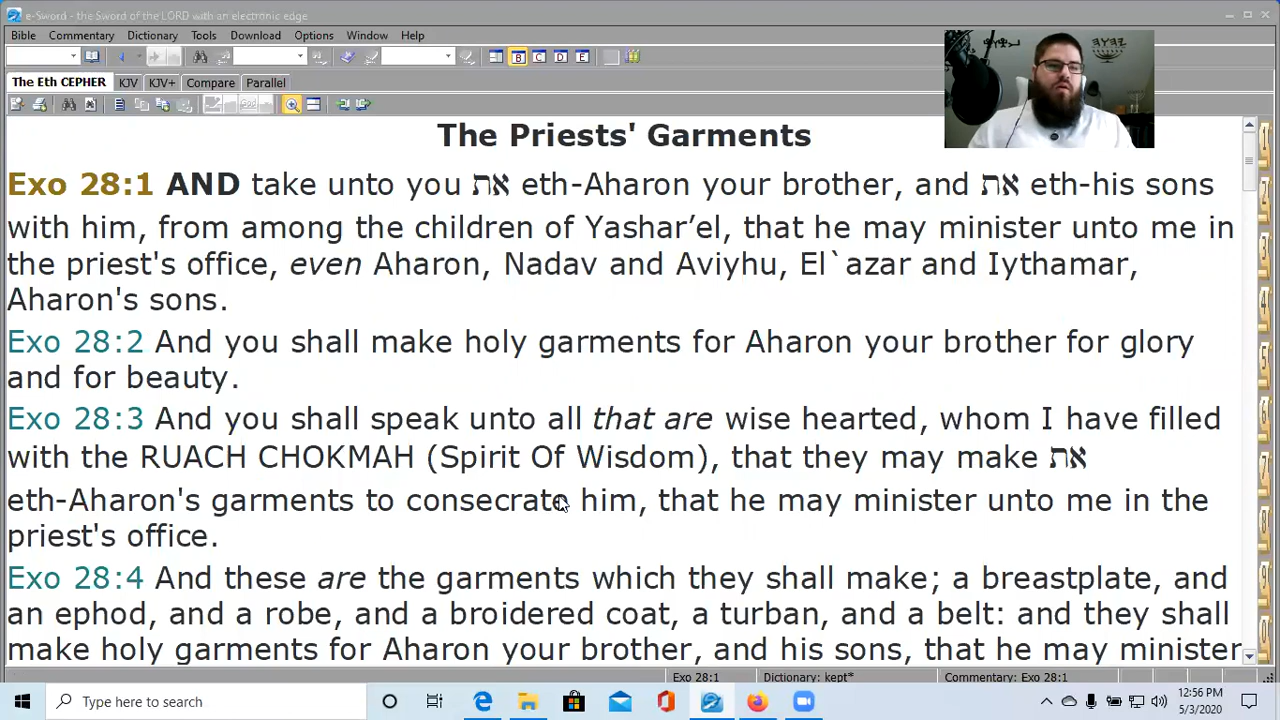 e-Sword - the Sword of the LORD with an electronic edge
Bible Commentary Dictionary Tools Download Options Window Help
B C D E
The Eth CEPHER KJV KJV+ Compare Parallel
The Priests' Garments
Exo 28:1 AND take unto you את eth-Aharon your brother, and את eth-his sons
with him, from among the children of Yashar’el, that he may minister unto me in
the priest's office, even Aharon, Nadav and Aviyhu, El`azar and Iythamar,
Aharon's sons.
Exo 28:2 And you shall make holy garments for Aharon your brother for glory
and for beauty.
Exo 28:3 And you shall speak unto all that are wise hearted, whom I have filled
with the RUACH CHOKMAH (Spirit Of Wisdom), that they may make את
eth-Aharon's garments to consecrate him, that he may minister unto me in the
priest's office.
Exo 28:4 And these are the garments which they shall make; a breastplate, and
an ephod, and a robe, and a broidered coat, a turban, and a belt: and they shall
make holy garments for Aharon your brother, and his sons, that he may minister
Exo 28:1 Dictionary: kept* Commentary: Exo 28:1
Type here to search
12:56 PM
5/3/2020